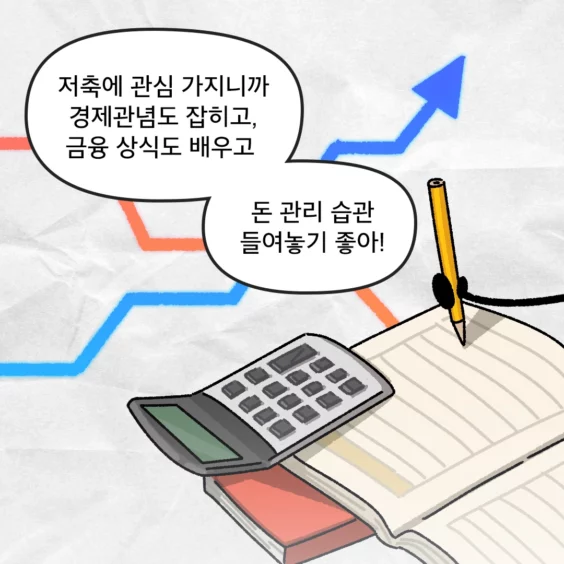 저축에 관심 가지니까
경제관념도 잡히고,
금융 상식도 배우고
돈 관리 습관
들여놓기 좋아!